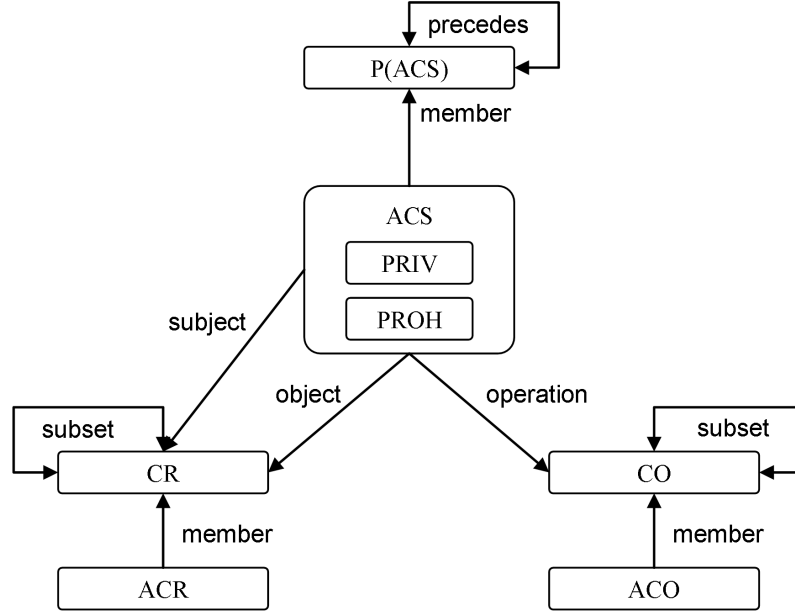 precedes
P(ACS)
member
ACS
PRIV
PROH
subject
object
operation
subset
subset
CR
CO
member
member
ACR
ACO